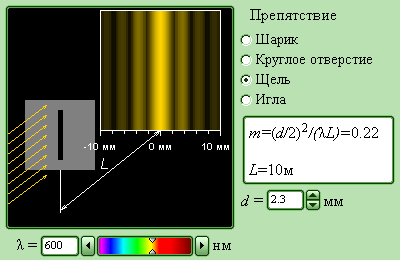 Препятствие
Шарик
Круглое отверстие
Щель
Игла
-10 мм 0 мм 10 мм
L
m=(d/2)²/(λL)=0.22
L=10м
d = 2.3 мм
λ = 600 нм